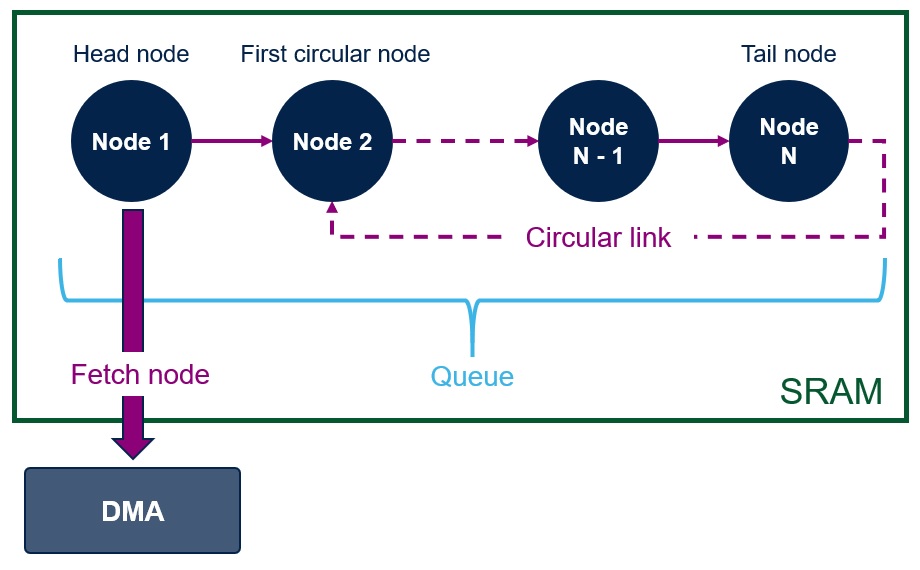 Head node
First circular node
Tail node
Node 1
Node 2
Node
N - 1
Node
N
Circular link
Fetch node
Queue
SRAM
DMA